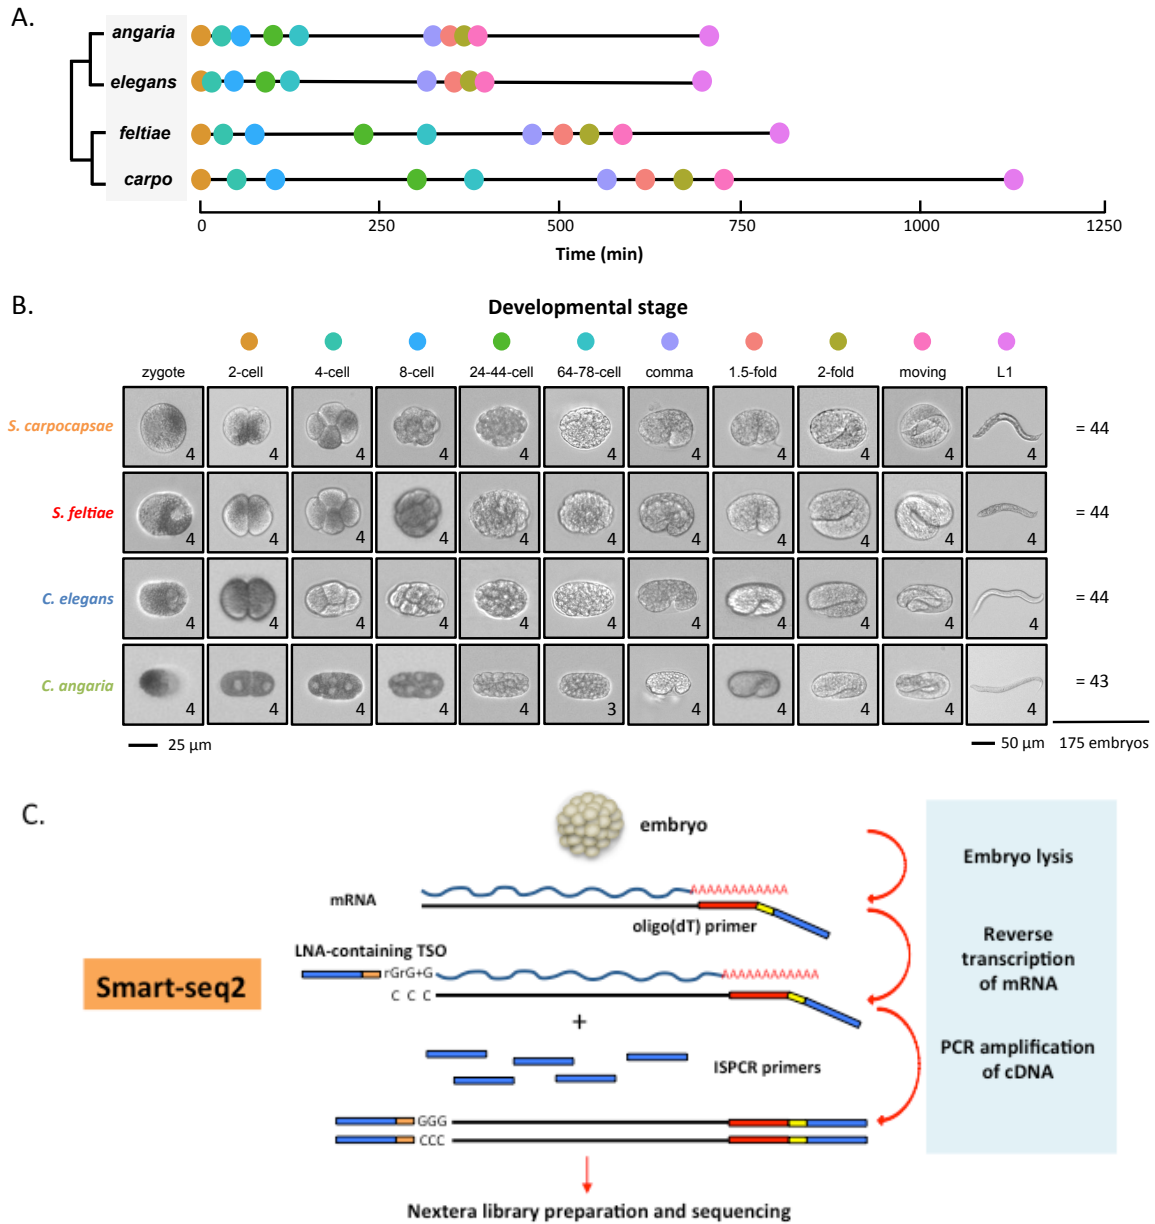 A.
angaria
elegans
feltiae
carpo
0 250 500 750 1000 1250
Time (min)
B.
Developmental stage
zygote 2-cell 4-cell 8-cell 24-44-cell 64-78-cell comma 1.5-fold 2-fold moving L1
S. carpocapsae 4 4 4 4 4 4 4 4 4 4 4 = 44
S. feltiae 4 4 4 4 4 4 4 4 4 4 4 = 44
C. elegans 4 4 4 4 4 4 4 4 4 4 4 = 44
C. angaria 4 4 4 4 4 3 4 4 4 4 4 = 43
25 µm 50 µm 175 embryos
C.
embryo
Embryo lysis
mRNA
AAAAAAAAAAAA
oligo(dT) primer
Reverse
transcription
of mRNA
LNA-containing TSO
rGrG+G
AAAAAAAAAAAA
C C C
Smart-seq2
+
PCR amplification
of cDNA
ISPCR primers
GGG
CCC
Nextera library preparation and sequencing